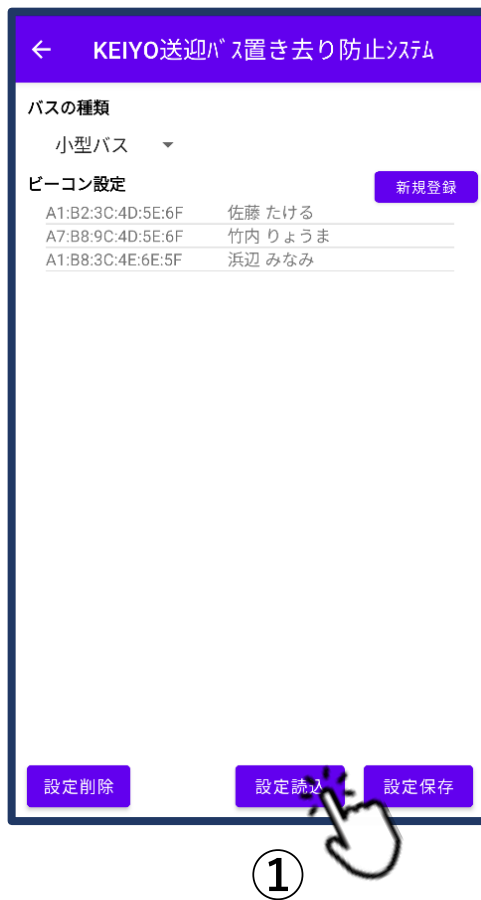 ← KEIYO送迎ﾊﾞｽ置き去り防止ｼｽﾃﾑ
バスの種類
小型バス
ビーコン設定 新規登録
A1:B2:3C:4D:5E:6F 佐藤 たける
A7:B8:9C:4D:5E:6F 竹内 りょうま
A1:B8:3C:4E:6E:5F 浜辺 みなみ
設定削除 設定読込 設定保存
①